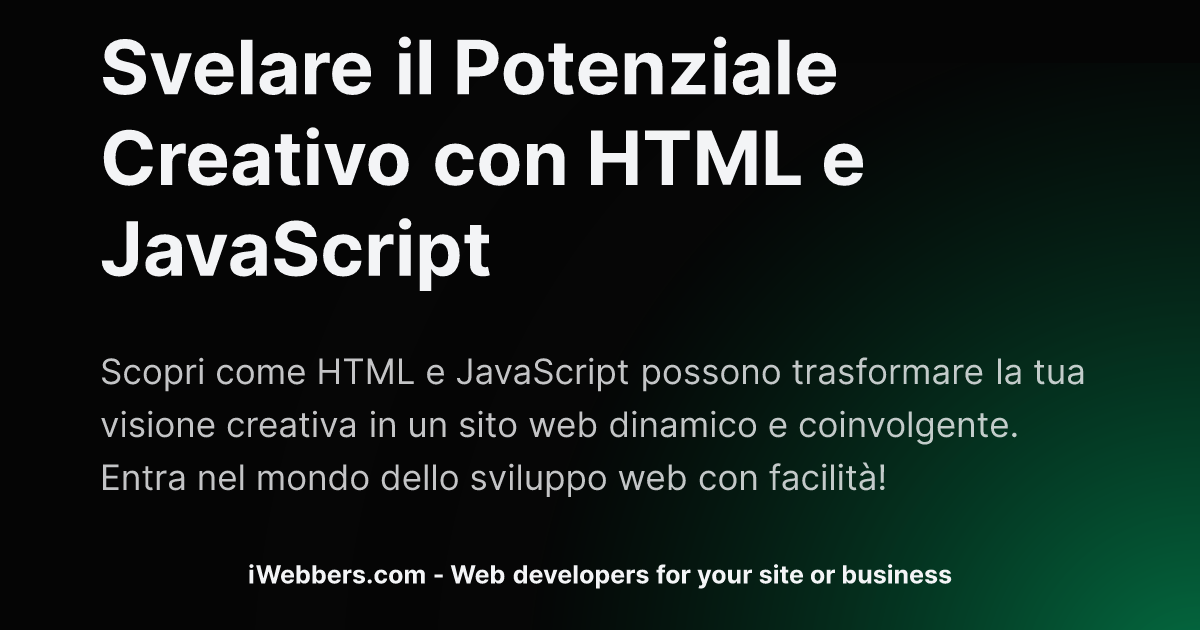 Svelare il Potenziale
Creativo con HTML e
JavaScript
Scopri come HTML e JavaScript possono trasformare la tua
visione creativa in un sito web dinamico e coinvolgente.
Entra nel mondo dello sviluppo web con facilità!
iWebbers.com - Web developers for your site or business